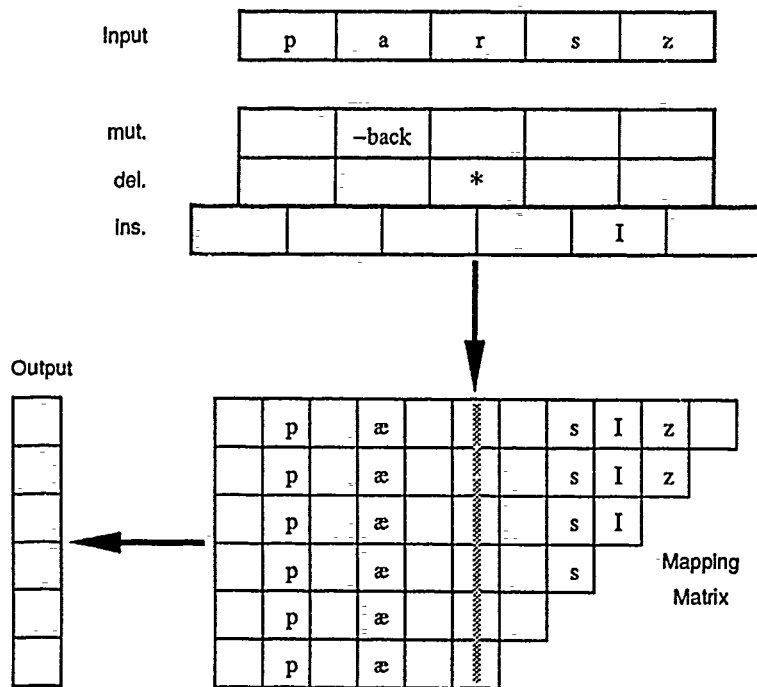 Input p a r s z
mut. –back
del. *
ins. I
Output
p æ s I z
p æ s I z
p æ s I
p æ s
p æ
p æ
Mapping
Matrix